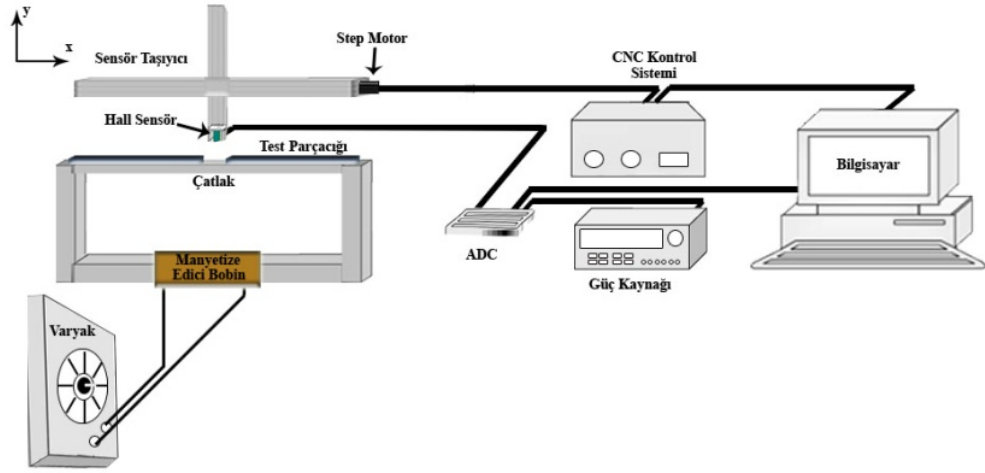 y
x
Sensör Taşıyıcı
Step Motor
CNC Kontrol
Sistemi
Hall Sensör
Test Parçacığı
Çatlak
Bilgisayar
ADC
Güç Kaynağı
Manyetize
Edici Bobin
Varyak